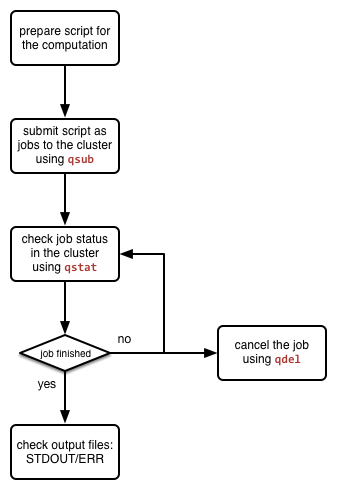 prepare script for
the computation
submit script as
jobs to the cluster
using qsub
check job status
in the cluster
using qstat
job finished
no
cancel the job
using qdel
yes
check output files:
STDOUT/ERR